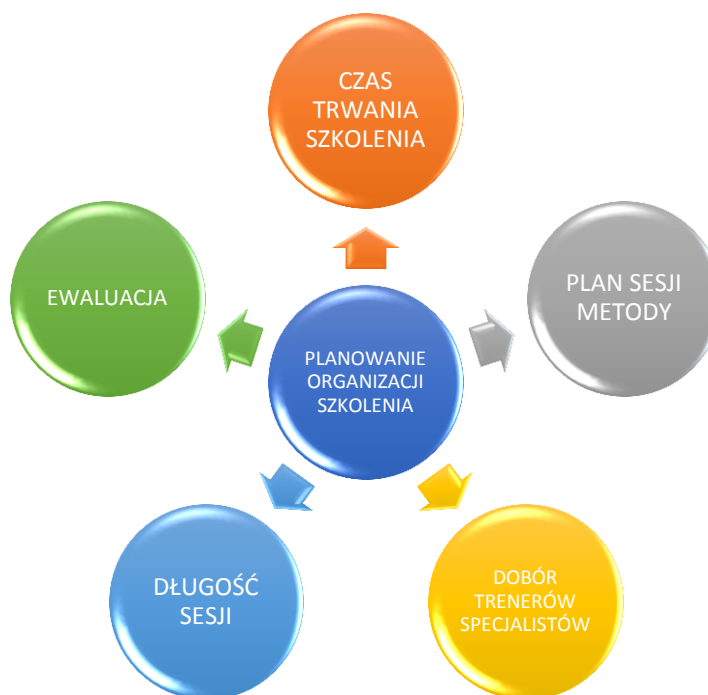 CZAS
TRWANIA
SZKOLENIA
EWALUACJA
PLAN SESJI
METODY
PLANOWANIE
ORGANIZACJI
SZKOLENIA
DŁUGOŚĆ
SESJI
DOBÓR
TRENERÓW
SPECJALISTÓW